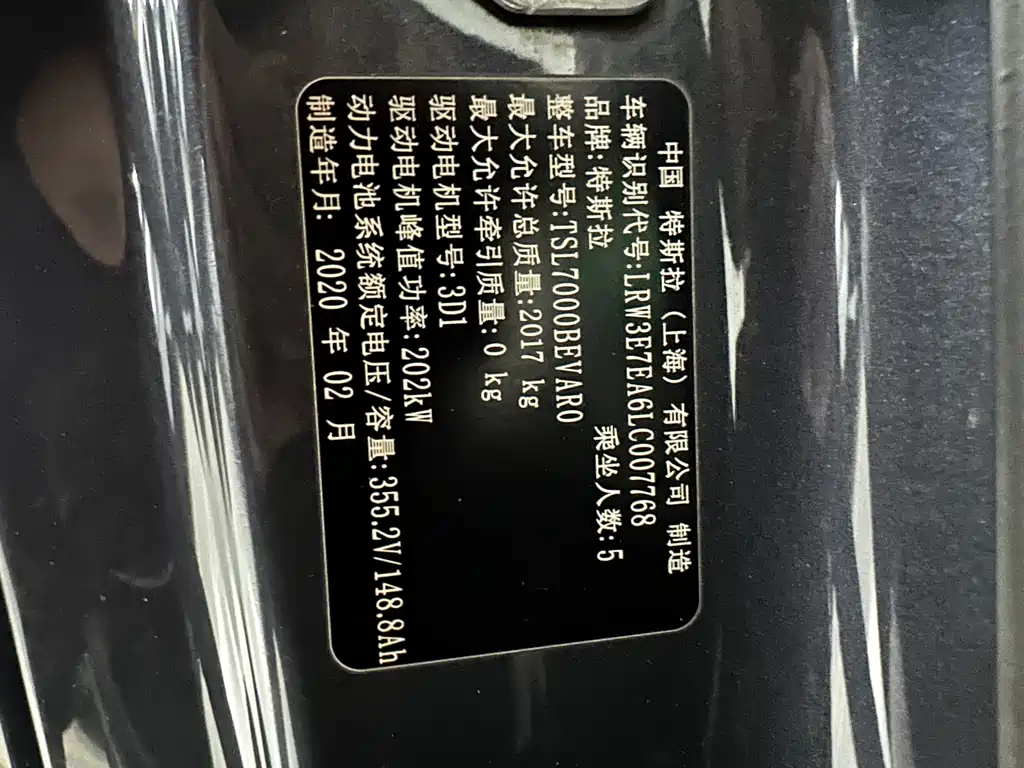 中国 特斯拉(上海)有限公司 制造
车辆识别代号:LRW3E7EA6LC007768
品牌:特斯拉 乘坐人数:5
整车型号:TSL7000BEVAR0
最大允许总质量:2017 kg
最大允许牵引质量:0 kg
驱动电机型号:3D1
驱动电机峰值功率:202kW
动力电池系统额定电压/容量:355.2V/148.8Ah
制造年月: 2020 年 02 月